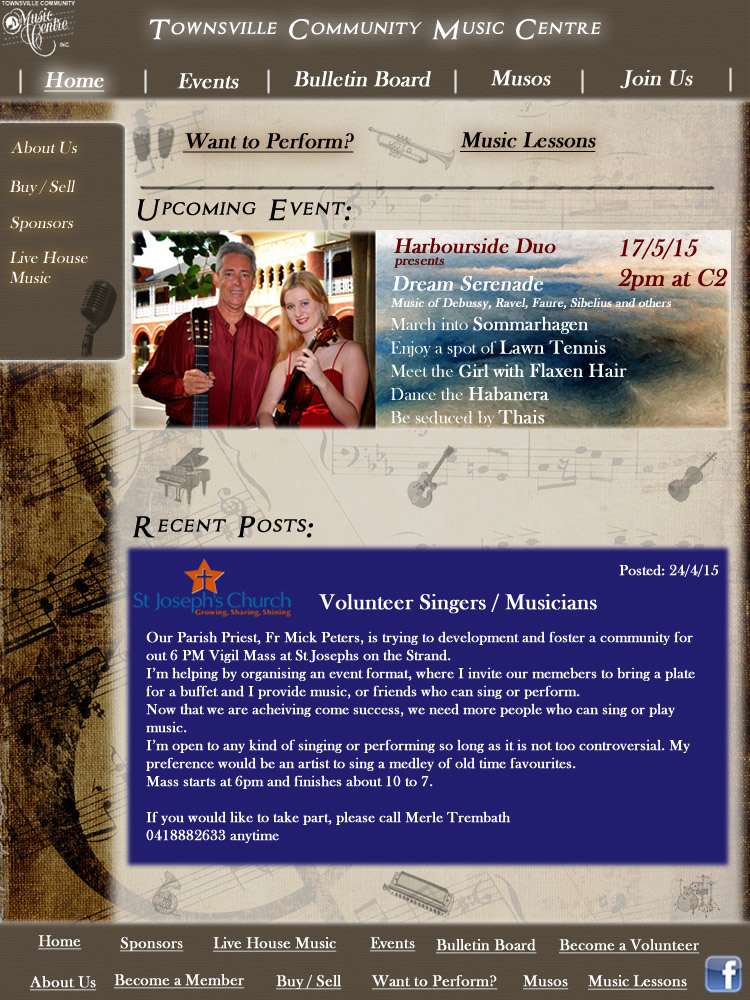 TOWNSVILLE COMMUNITY
Music
Centre
INC.
Townsville Community Music Centre
Home
Events
Bulletin Board
Musos
Join Us
About Us
Buy / Sell
Sponsors
Live House
Music
Want to Perform?
Music Lessons
Upcoming Event:
Harbourside Duo
presents
17/5/15
2pm at C2
Dream Serenade
Music of Debussy, Ravel, Faure, Sibelius and others
March into Sommarhagen
Enjoy a spot of Lawn Tennis
Meet the Girl with Flaxen Hair
Dance the Habanera
Be seduced by Thais
Recent Posts:
Posted: 24/4/15
St Joseph's Church
Growing, Sharing, Shining
Volunteer Singers / Musicians
Our Parish Priest, Fr Mick Peters, is trying to development and foster a community for
out 6 PM Vigil Mass at St Josephs on the Strand.
I'm helping by organising an event format, where I invite our memebers to bring a plate
for a buffet and I provide music, or friends who can sing or perform.
Now that we are acheiving come success, we need more people who can sing or play
music.
I'm open to any kind of singing or performing so long as it is not too controversial. My
preference would be an artist to sing a medley of old time favourites.
Mass starts at 6pm and finishes about 10 to 7.
If you would like to take part, please call Merle Trembath
0418882633 anytime
Home
Sponsors
Live House Music
Events
Bulletin Board
Become a Volunteer
About Us
Become a Member
Buy / Sell
Want to Perform?
Musos
Music Lessons
f